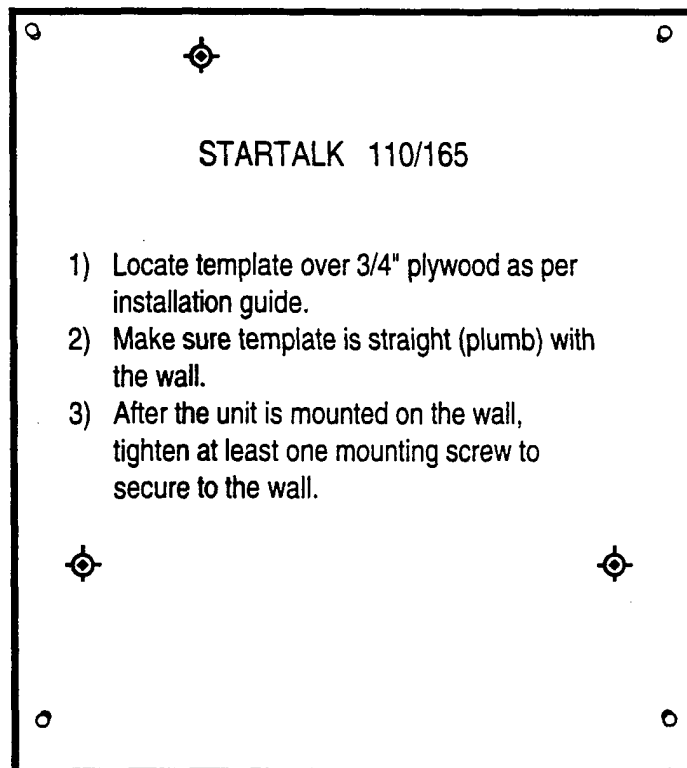 STARTALK 110/165
1) Locate template over 3/4" plywood as per
installation guide.
2) Make sure template is straight (plumb) with
the wall.
3) After the unit is mounted on the wall,
tighten at least one mounting screw to
secure to the wall.